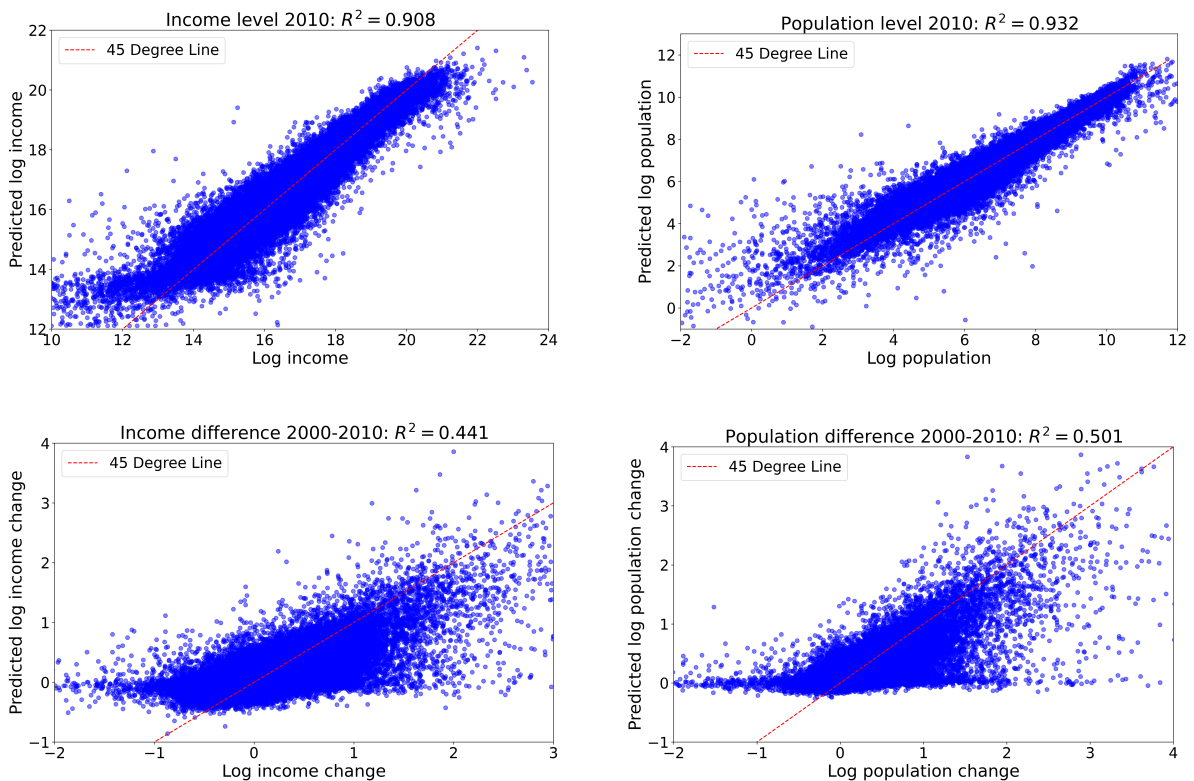 Income level 2010: R² = 0.908
45 Degree Line
Predicted log income
22
20
18
16
14
12
10 12 14 16 18 20 22 24
Log income
Population level 2010: R² = 0.932
45 Degree Line
Predicted log population
12
10
8
6
4
2
0
−2 0 2 4 6 8 10 12
Log population
Income difference 2000-2010: R² = 0.441
45 Degree Line
Predicted log income change
4
3
2
1
0
−1
−2 −1 0 1 2 3
Log income change
Population difference 2000-2010: R² = 0.501
45 Degree Line
Predicted log population change
4
3
2
1
0
−1
−2 −1 0 1 2 3 4
Log population change